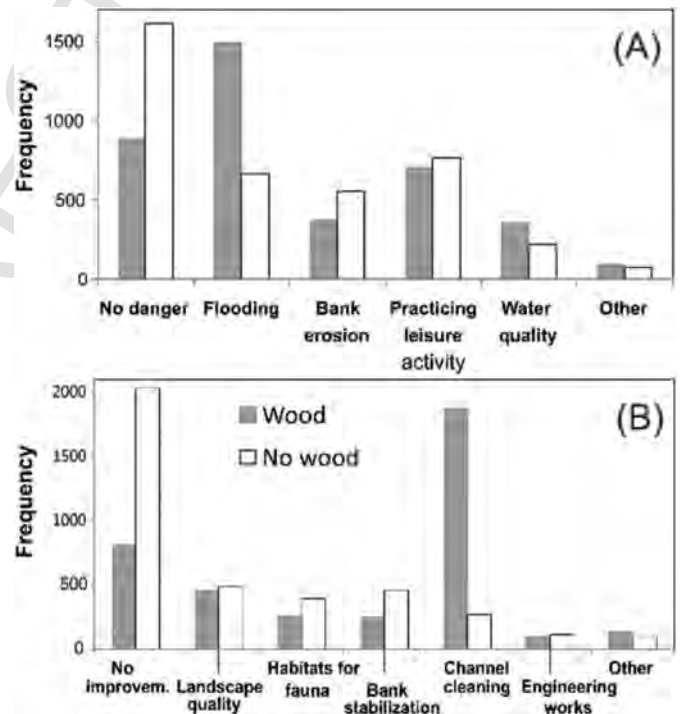 (A)
Frequency
1500
1000
500
0
No danger Flooding Bank erosion Practicing leisure activity Water quality Other
(B)
Frequency
2000
1500
1000
500
0
Wood
No wood
No improvem. Landscape quality Habitats for fauna Bank stabilization Channel cleaning Engineering works Other